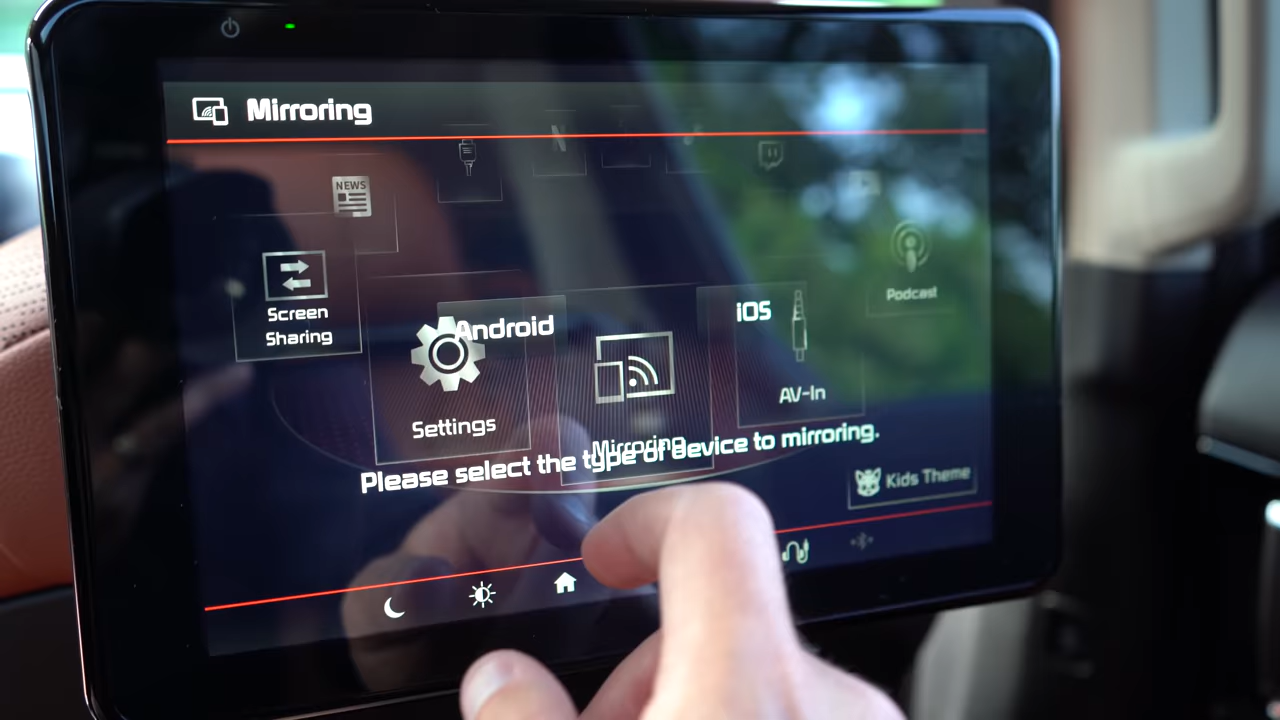 Mirroring
NEWS
Screen
Sharing
Android
iOS
Podcast
Settings
Mirroring
AV-In
Please select the type of device to mirroring.
Kids Theme